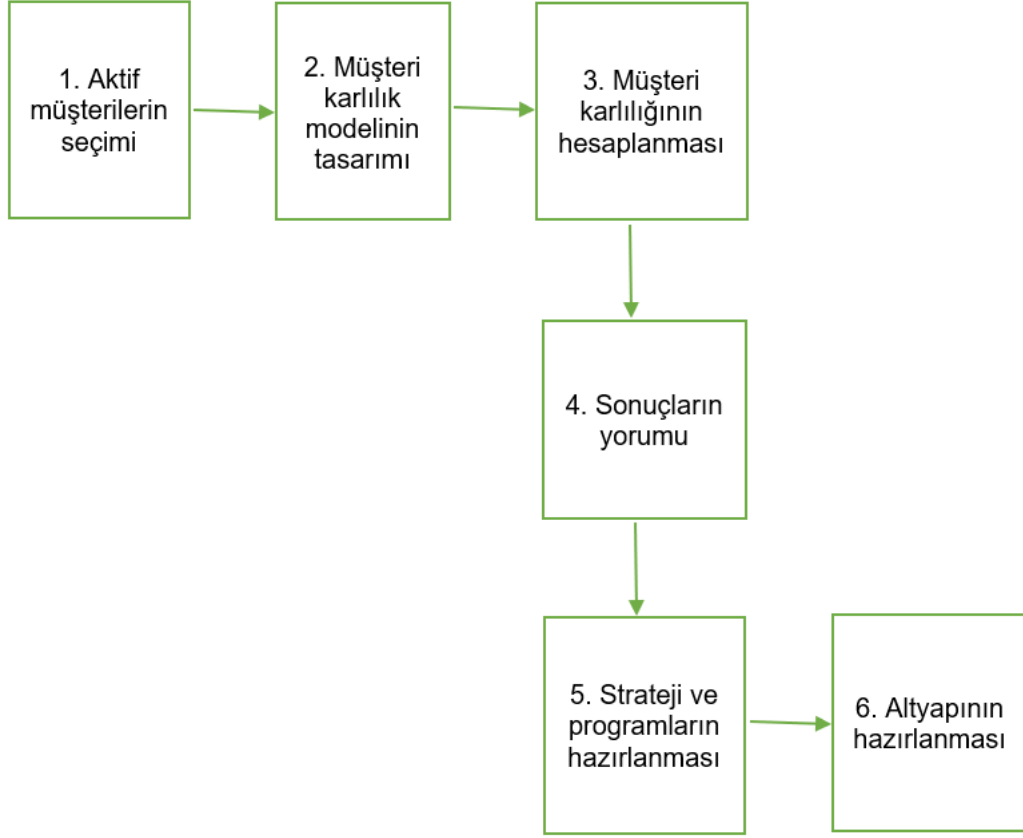 1. Aktif
müşterilerin
seçimi
2. Müşteri
karlılık
modelinin
tasarımı
3. Müşteri
karlılığının
hesaplanması
4. Sonuçların
yorumu
5. Strateji ve
programların
hazırlanması
6. Altyapının
hazırlanması